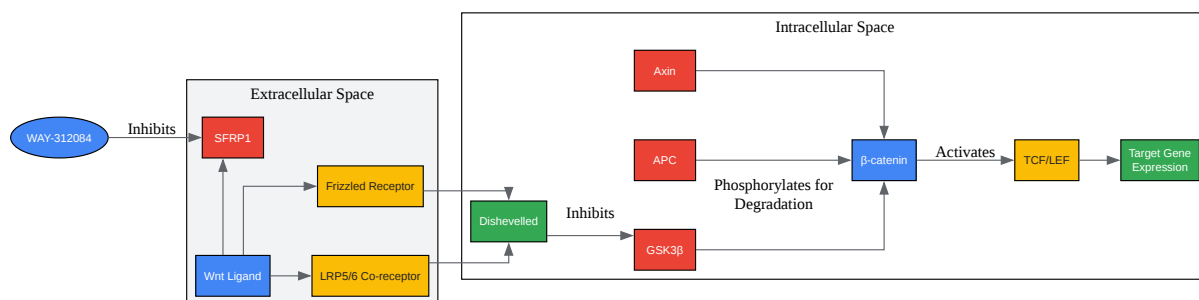 Intracellular Space
Axin
Extracellular Space
WAY-312084
Inhibits
SFRP1
APC
β-catenin
Activates
TCF/LEF
Target Gene
Expression
Frizzled Receptor
Phosphorylates for
Degradation
Dishevelled
Inhibits
GSK3β
Wnt Ligand
LRP5/6 Co-receptor